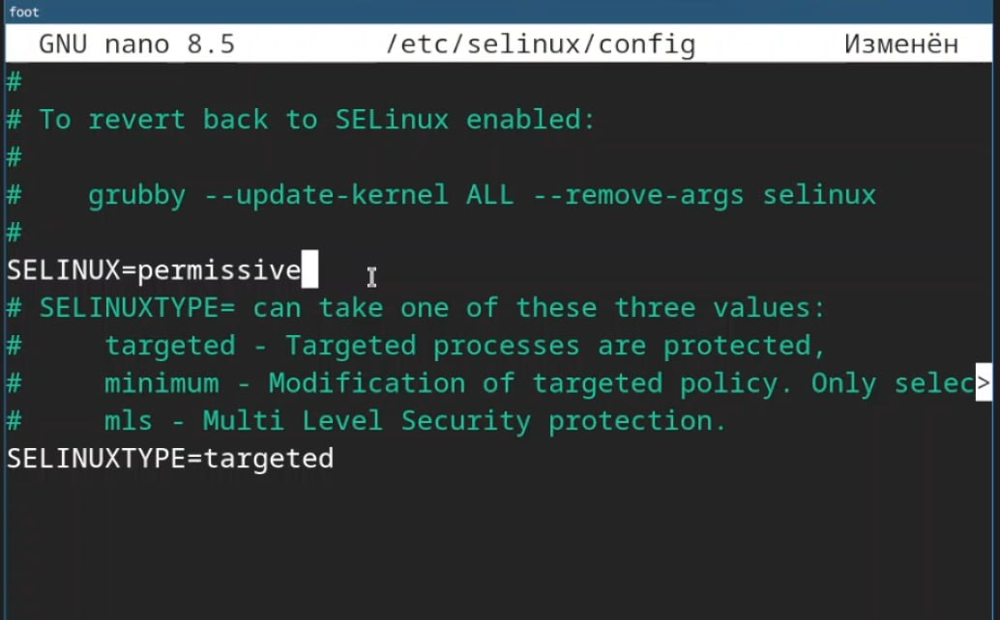 foot
GNU nano 8.5 /etc/selinux/config Изменён
#
# To revert back to SELinux enabled:
#
#    grubby --update-kernel ALL --remove-args selinux
#
SELINUX=permissive
# SELINUXTYPE= can take one of these three values:
#     targeted - Targeted processes are protected,
#     minimum - Modification of targeted policy. Only selec>
#     mls - Multi Level Security protection.
SELINUXTYPE=targeted